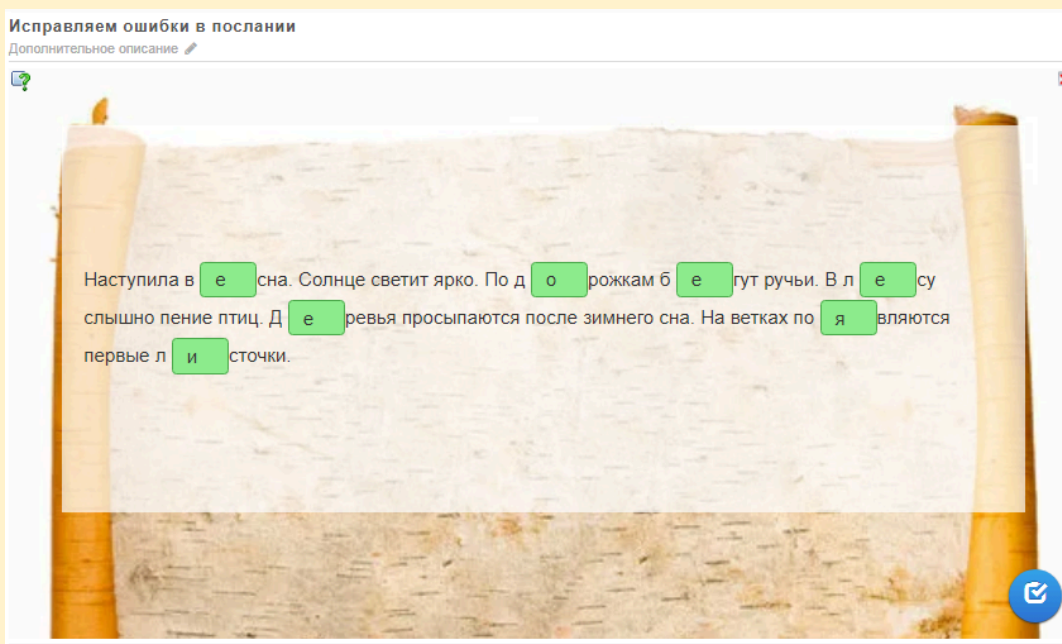 Исправляем ошибки в послании
Дополнительное описание
Наступила в е сна. Солнце светит ярко. По д о рожкам б е гут ручьи. В л е су
слышно пение птиц. Д е ревья просыпаются после зимнего сна. На ветках по я вляются
первые л и сточки.